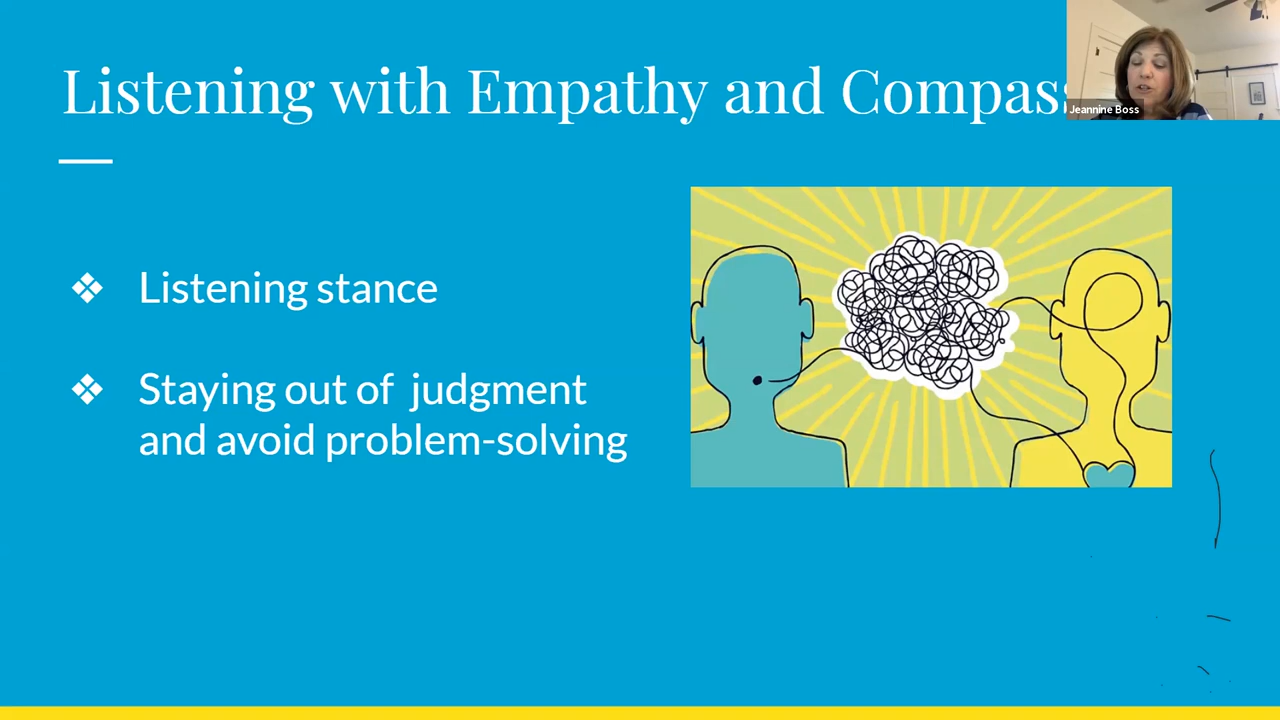 Listening with Empathy and Compass
Jeannine Boss
❖ Listening stance
❖ Staying out of judgment
and avoid problem-solving